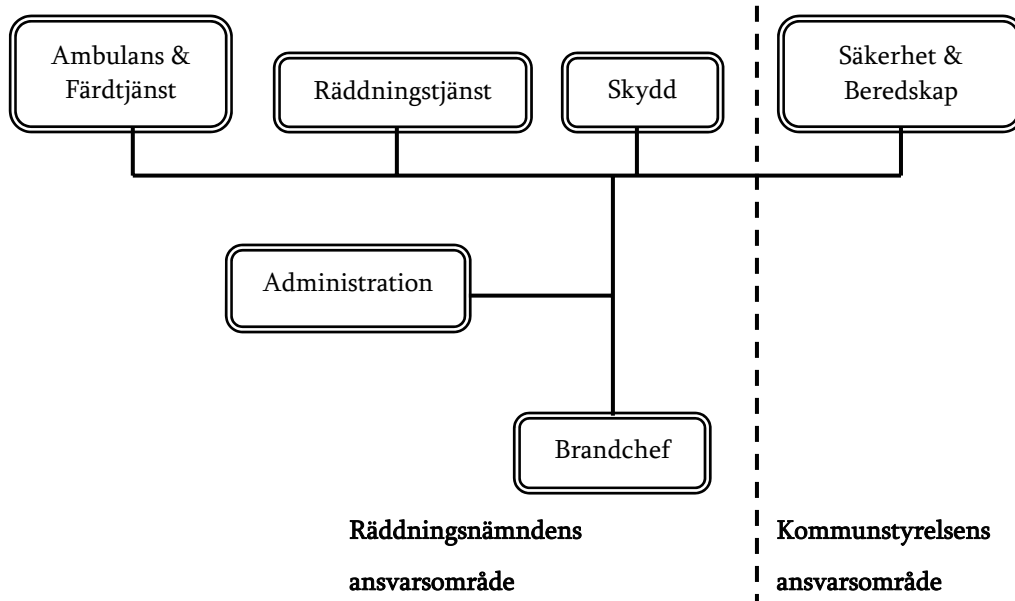 Ambulans &
Färdtjänst
Räddningstjänst
Skydd
Säkerhet &
Beredskap
Administration
Brandchef
Räddningsnämndens
ansvarsområde
Kommunstyrelsens
ansvarsområde